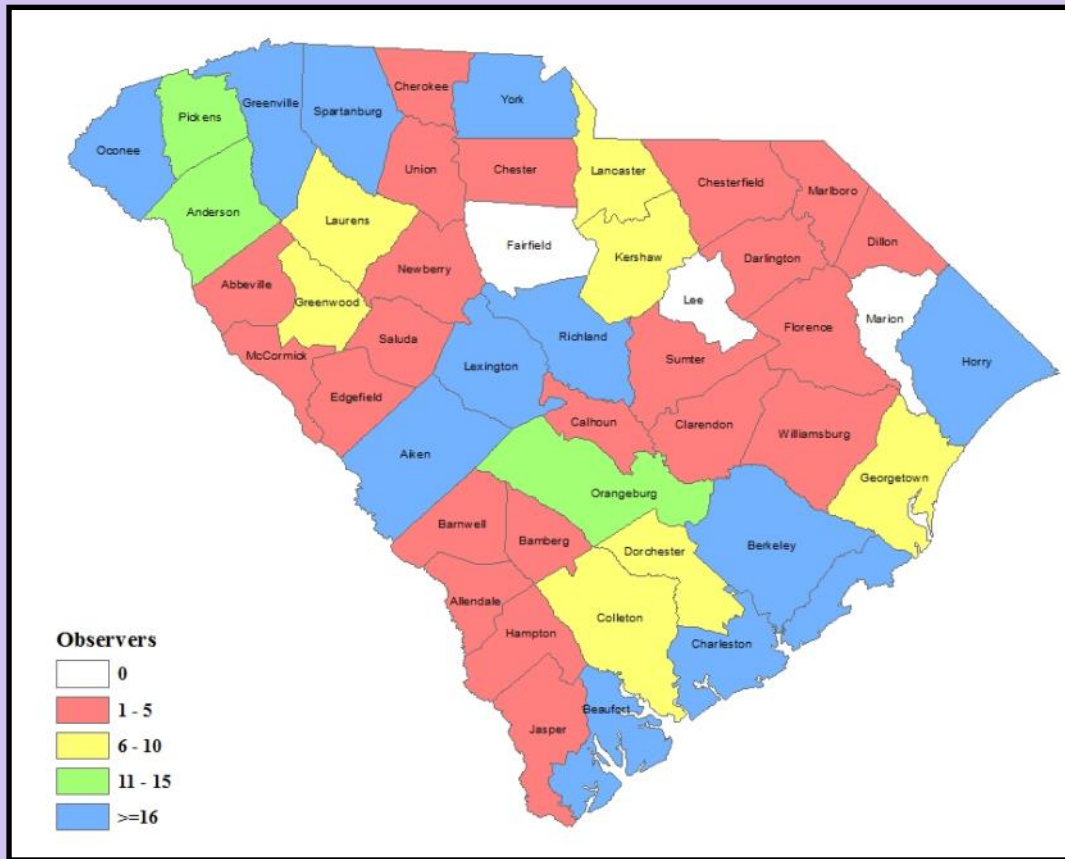 Cherokee
York
Greenville
Spartanburg
Pickens
Oconee
Union
Chester
Lancaster
Chesterfield
Marlboro
Anderson
Laurens
Fairfield
Dillon
Kershaw
Darlington
Newberry
Abbeville
Greenwood
Lee
Marion
Florence
Saluda
Richland
McCormick
Sumter
Lexington
Horry
Edgefield
Calhoun
Clarendon
Williamsburg
Aiken
Georgetown
Orangeburg
Barnwell
Bamberg
Berkeley
Dorchester
Allendale
Colleton
Hampton
Charleston
Beaufort
Jasper
Observers
0
1 - 5
6 - 10
11 - 15
>=16